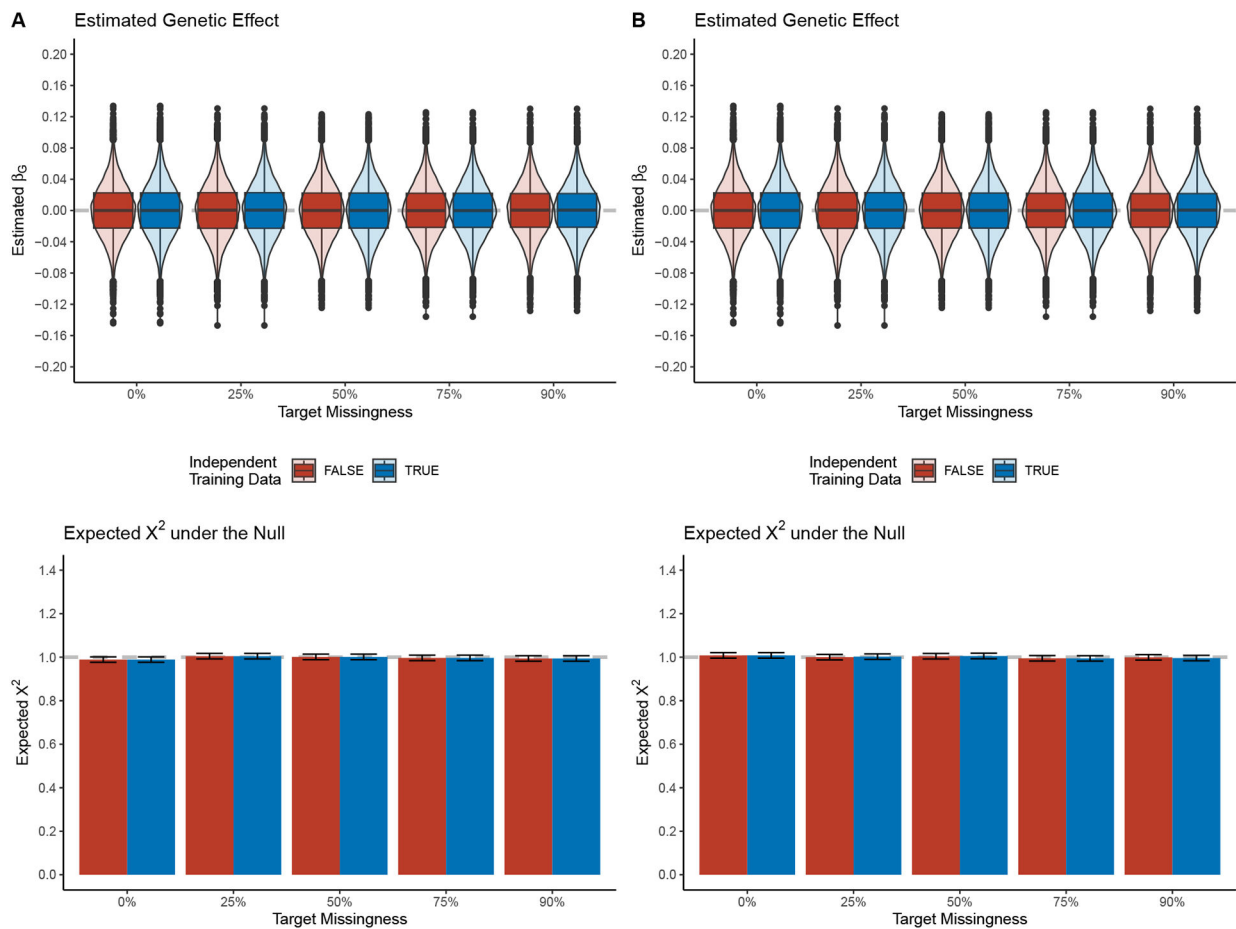 A Estimated Genetic Effect
0.20
0.16
0.12
0.08
0.04
0.00
−0.04
−0.08
−0.12
−0.16
−0.20
Estimated βG
0% 25% 50% 75% 90%
Target Missingness
Independent
Training Data
FALSE TRUE
B Estimated Genetic Effect
0.20
0.16
0.12
0.08
0.04
0.00
−0.04
−0.08
−0.12
−0.16
−0.20
Estimated βG
0% 25% 50% 75% 90%
Target Missingness
Independent
Training Data
FALSE TRUE
Expected X² under the Null
1.4
1.2
1.0
0.8
0.6
0.4
0.2
0.0
Expected X²
0% 25% 50% 75% 90%
Target Missingness
Expected X² under the Null
1.4
1.2
1.0
0.8
0.6
0.4
0.2
0.0
Expected X²
0% 25% 50% 75% 90%
Target Missingness